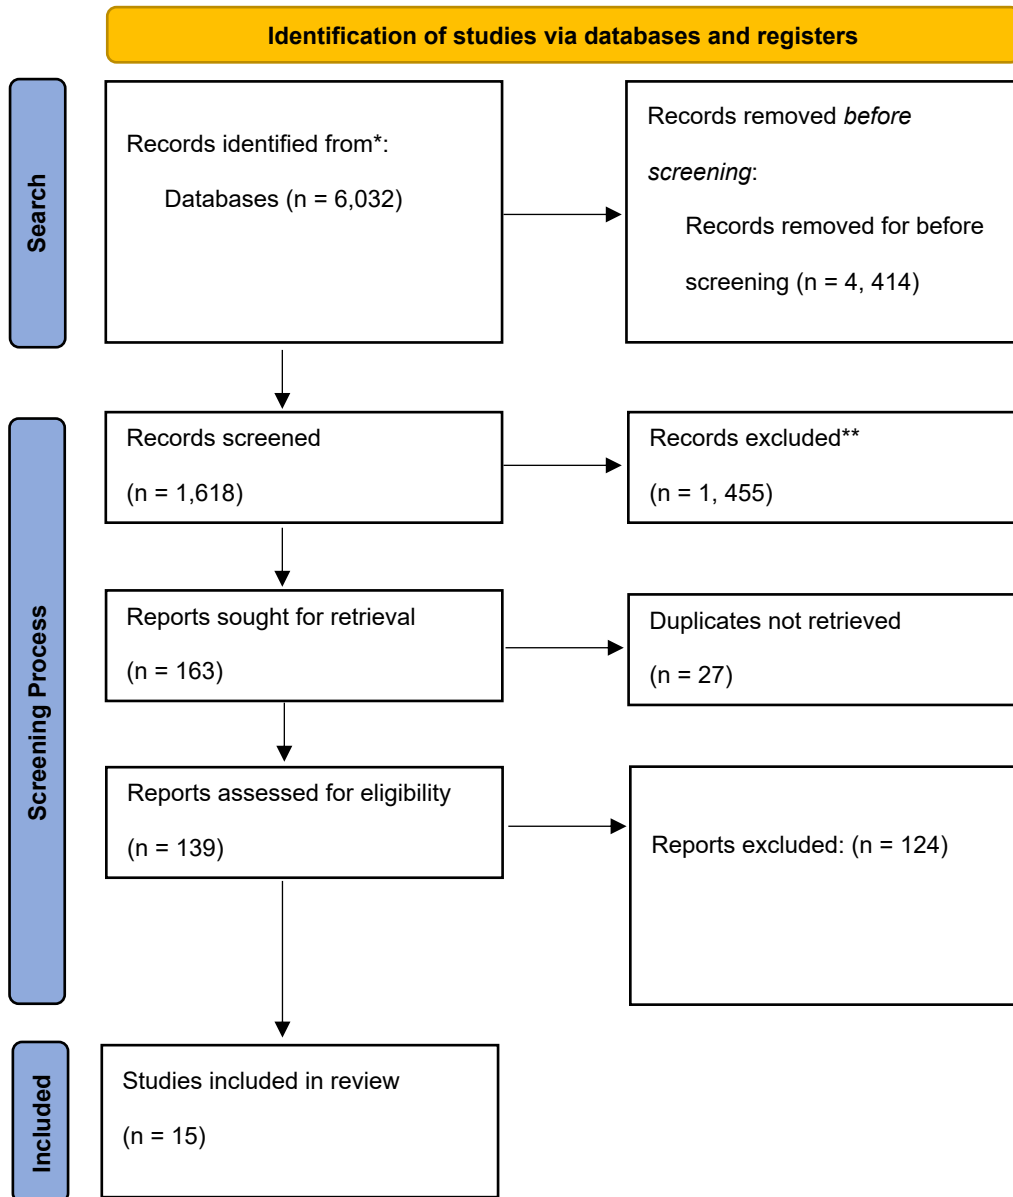 Identification of studies via databases and registers
Search
Records identified from*:
Databases (n = 6,032)
Records removed before
screening:
Records removed for before
screening (n = 4, 414)
Screening Process
Records screened
(n = 1,618)
Records excluded**
(n = 1, 455)
Reports sought for retrieval
(n = 163)
Duplicates not retrieved
(n = 27)
Reports assessed for eligibility
(n = 139)
Reports excluded: (n = 124)
Included
Studies included in review
(n = 15)